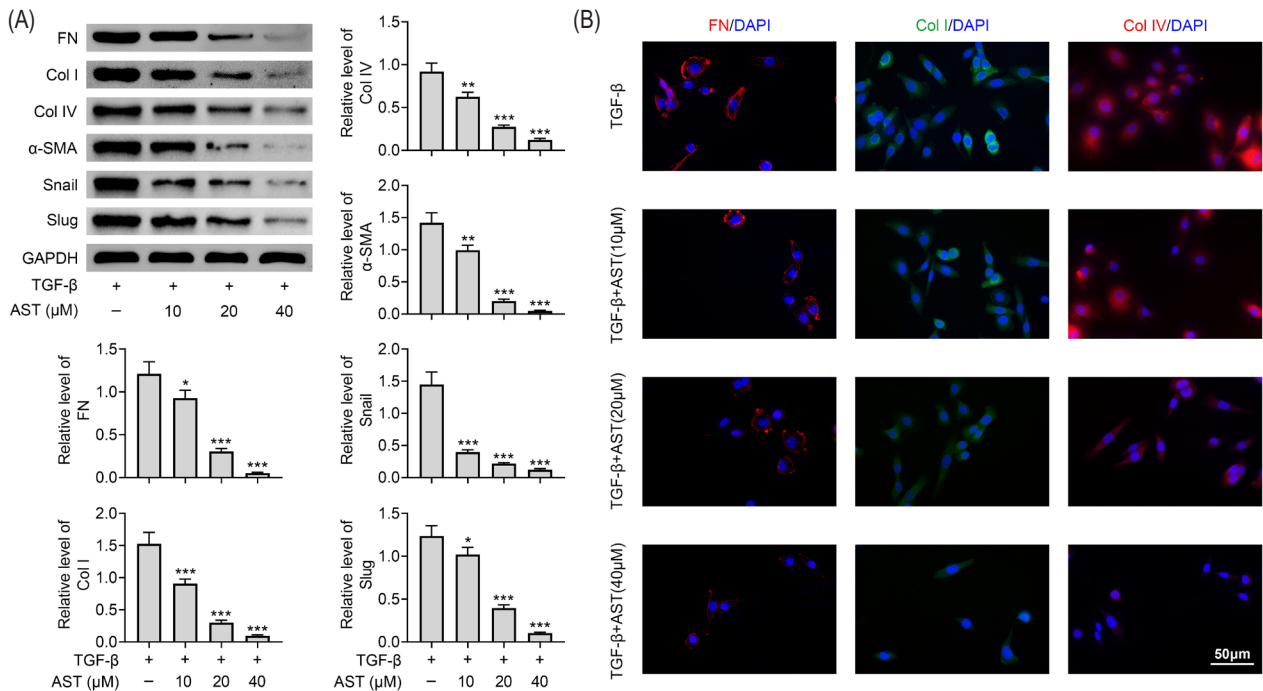 (A)
FN
Col I
Col IV
α-SMA
Snail
Slug
GAPDH
TGF-β + + + +
AST (μM) – 10 20 40
Relative level of
Col IV
1.5
1.0
0.5
0.0
**
***
***
Relative level of
α-SMA
2.0
1.5
1.0
0.5
0.0
**
***
***
Relative level of
FN
1.5
1.0
0.5
0.0
*
***
***
Relative level of
Snail
1.5
1.0
0.5
0.0
***
***
***
Relative level of
Col I
2.0
1.5
1.0
0.5
0.0
***
***
***
TGF-β + + + +
AST (μM) – 10 20 40
Relative level of
Slug
1.5
1.0
0.5
0.0
*
***
***
TGF-β + + + +
AST (μM) – 10 20 40
(B)
FN/DAPI Col I/DAPI Col IV/DAPI
TGF-β
TGF-β+AST(10μM)
TGF-β+AST(20μM)
TGF-β+AST(40μM)
50μm